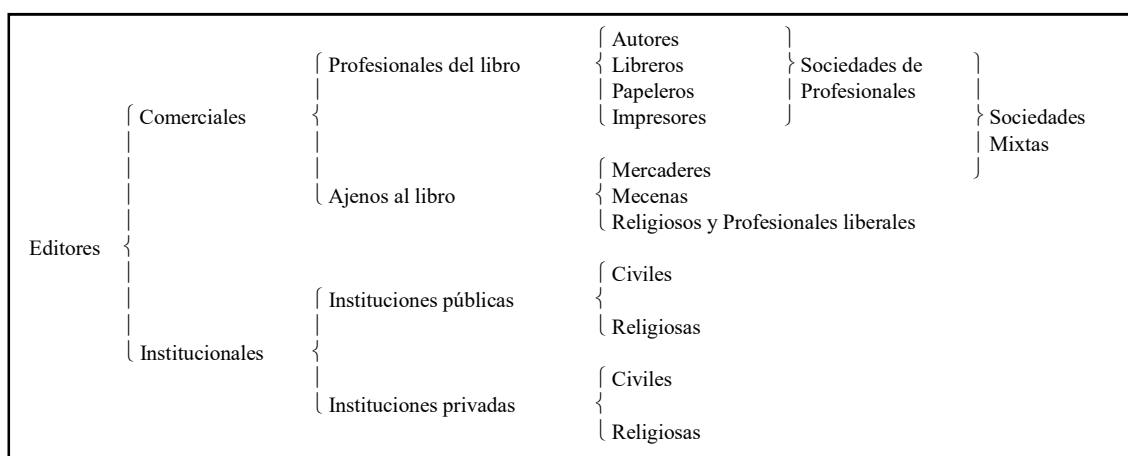 Autores
Profesionales del libro Libreros Sociedades de
Papeleros Profesionales
Comerciales Impresores Sociedades
Mixtas
Mercaderes
Ajenos al libro Mecenas
Religiosos y Profesionales liberales
Editores
Civiles
Instituciones públicas
Religiosas
Institucionales
Civiles
Instituciones privadas
Religiosas